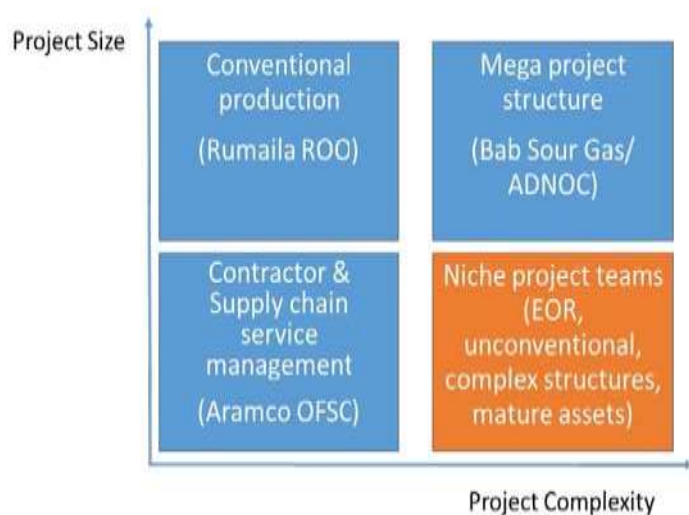 Project Size
Conventional
production
(Rumaila ROO)
Mega project
structure
(Bab Sour Gas/
ADNOC)
Contractor &
Supply chain
service
management
(Aramco OFSC)
Niche project teams
(EOR,
unconventional,
complex structures,
mature assets)
Project Complexity